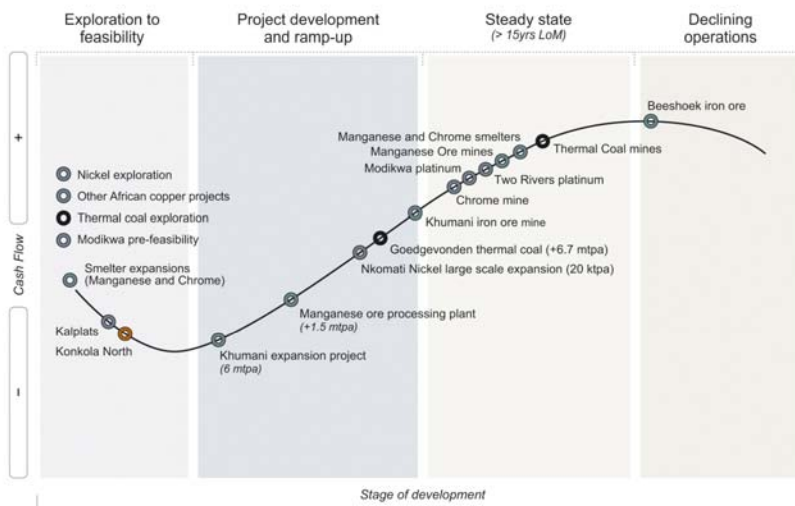 Exploration to
feasibility
Project development
and ramp-up
Steady state
(> 15yrs LoM)
Declining
operations
+
Cash Flow
–
Beeshoek iron ore
Manganese and Chrome smelters
Thermal Coal mines
Manganese Ore mines
Modikwa platinum
Two Rivers platinum
Chrome mine
Khumani iron ore mine
Nickel exploration
Other African copper projects
Thermal coal exploration
Modikwa pre-feasibility
Goedgevonden thermal coal (+6.7 mtpa)
Nkomati Nickel large scale expansion (20 ktpa)
Smelter expansions
(Manganese and Chrome)
Manganese ore processing plant
(+1.5 mtpa)
Kalplats
Konkola North
Khumani expansion project
(6 mtpa)
Stage of development